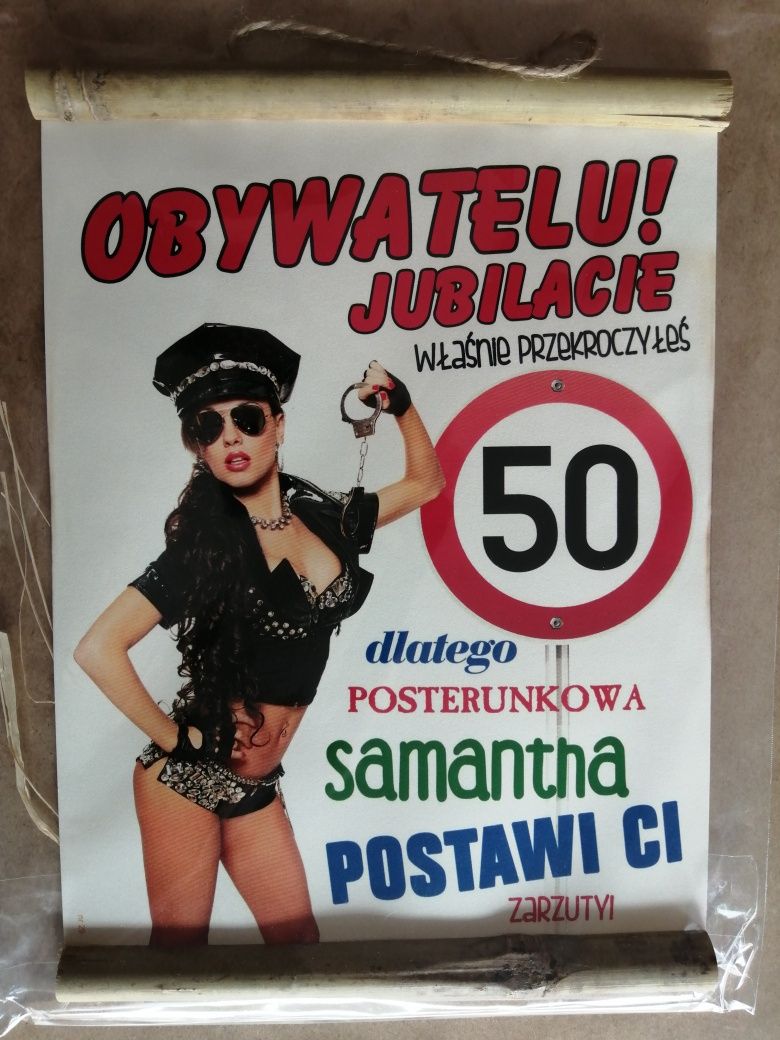 OBYWATELU!
JUBILACIE
właśnie przekroczyłeś
50
dlatego
POSTERUNKOWA
samantha
POSTAWI CI
zarzuty!